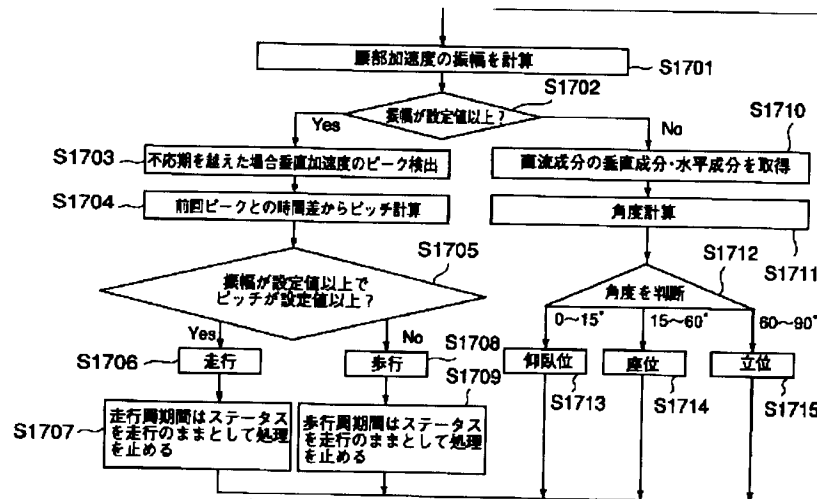 腰部加速度の振幅を計算
S1701
S1702
振幅が設定値以上?
Yes
No
S1710
S1703
不応期を越えた場合垂直加速度のピーク検出
直流成分の垂直成分・水平成分を取得
S1704
前回ピークとの時間差からピッチ計算
角度計算
S1711
S1705
振幅が設定値以上で
ピッチが設定値以上?
S1712
角度を判断
0~15°
15~60°
60~90°
Yes
No
S1706
走行
歩行
S1708
仰臥位
座位
立位
S1713
S1714
S1715
S1709
S1707
走行周期間はステータス
を走行のままとして処理
を止める
歩行周期間はステータス
を走行のままとして処理
を止める